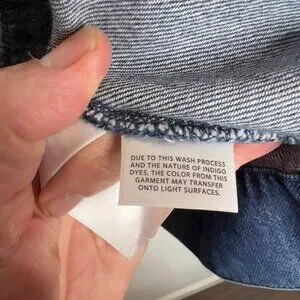 DUE TO THIS WASH PROCESS
AND THE NATURE OF INDIGO
DYES, THE COLOR FROM THIS
GARMENT MAY TRANSFER
ONTO LIGHT SURFACES.